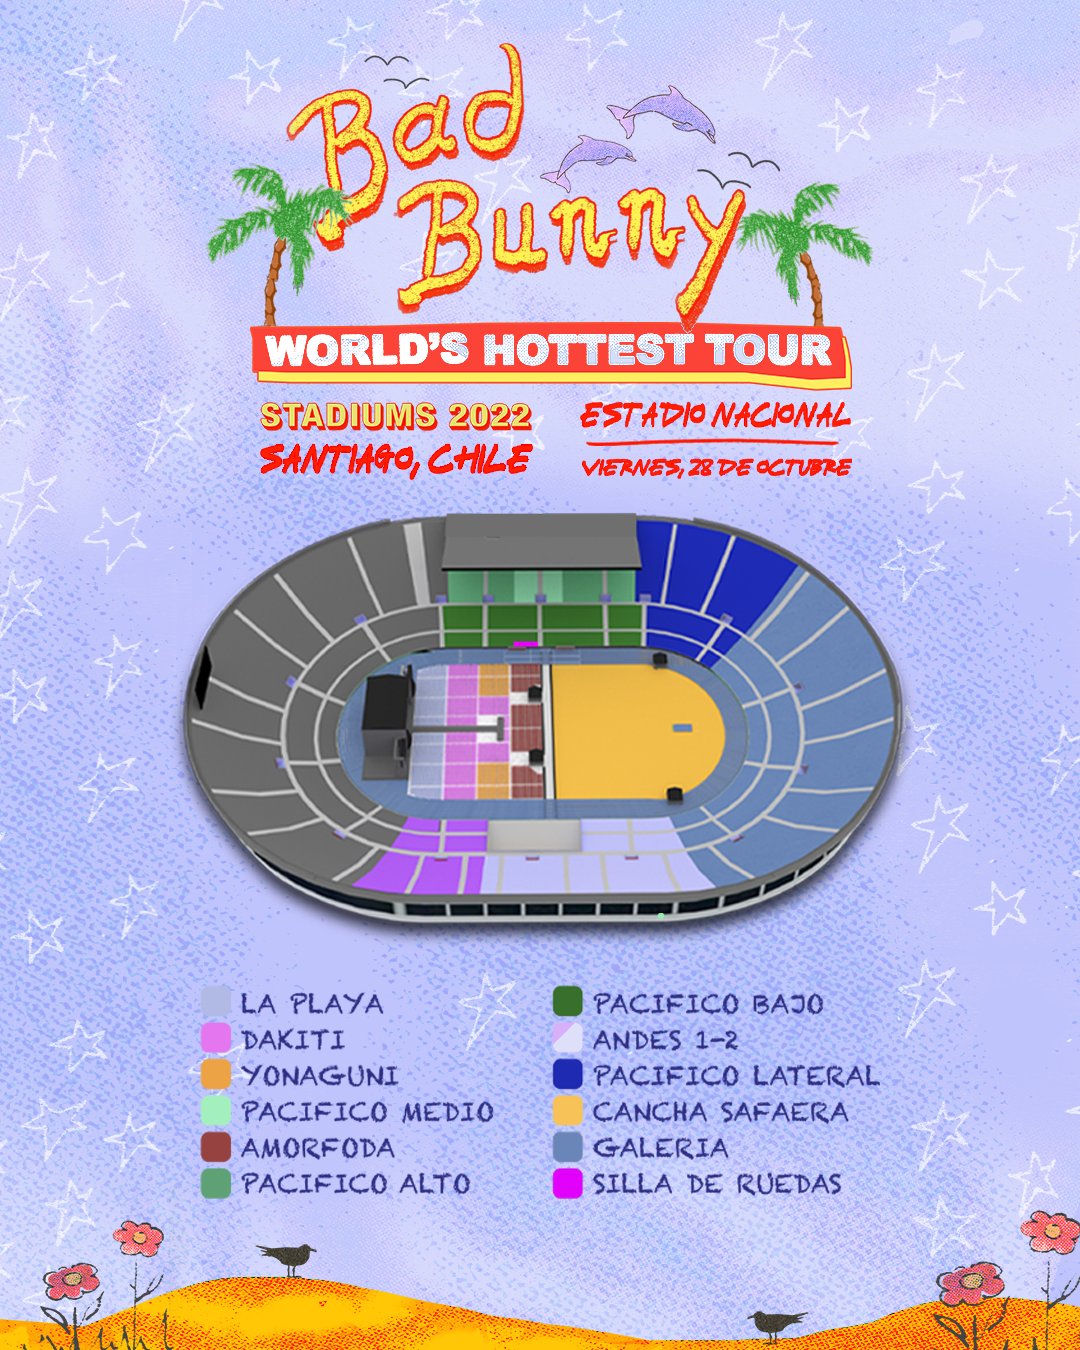 Bad
Bunny
WORLD'S HOTTEST TOUR
STADIUMS 2022
SANTIAGO, CHILE
ESTADIO NACIONAL
VIERNES, 28 DE OCTUBRE
LA PLAYA
DAKITI
YONAGUNI
PACIFICO MEDIO
AMORFODA
PACIFICO ALTO
PACIFICO BAJO
ANDES 1-2
PACIFICO LATERAL
CANCHA SAFAERA
GALERIA
SILLA DE RUEDAS